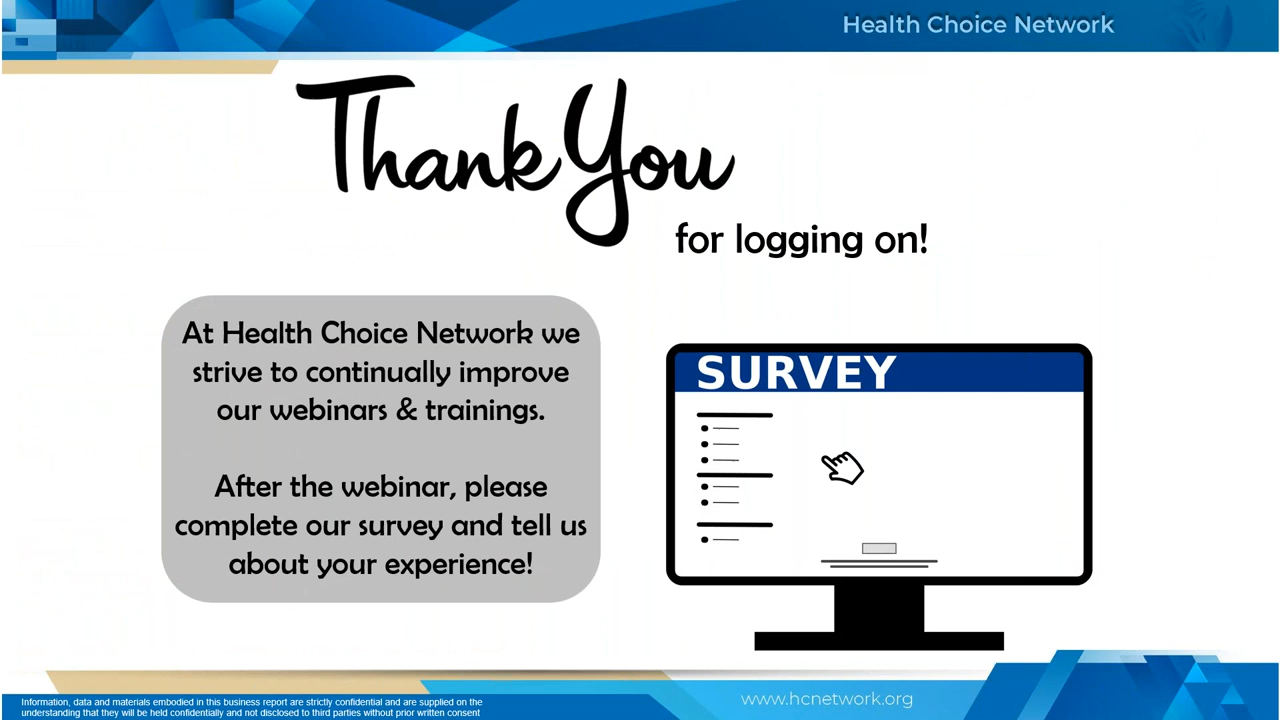 Health Choice Network
Thank You
for logging on!
At Health Choice Network we
strive to continually improve
our webinars & trainings.
After the webinar, please
complete our survey and tell us
about your experience!
SURVEY
Information, data and materials embodied in this business report are strictly confidential and are supplied on the
understanding that they will be held confidentially and not disclosed to third parties without prior written consent
www.hcnetwork.org